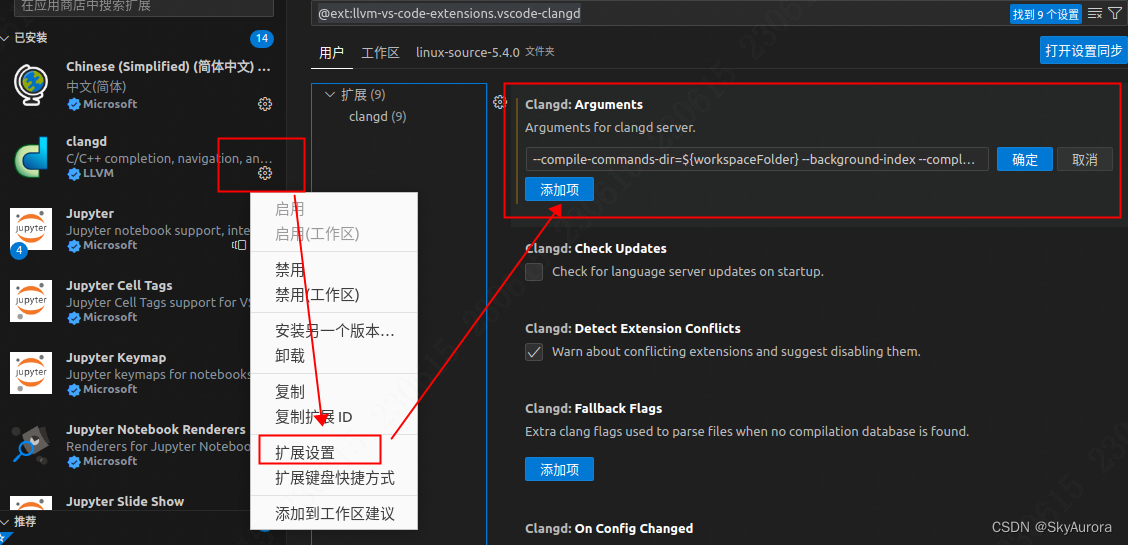 在应用商店中搜索扩展
已安装
14
Chinese (Simplified) (简体中文) ...
中文(简体)
Microsoft
clangd
C/C++ completion, navigation, an...
LLVM
Jupyter
Jupyter notebook support, inte
Microsoft
4
Jupyter Cell Tags
Jupyter Cell Tags support for VS
Microsoft
Jupyter Keymap
Jupyter keymaps for notebooks
Microsoft
Jupyter Notebook Renderers
Renderers for Jupyter Notebo
Microsoft
Jupyter Slide Show
推荐
启用
启用(工作区)
禁用
禁用(工作区)
安装另一个版本...
卸载
复制
复制扩展 ID
扩展设置
扩展键盘快捷方式
添加到工作区建议
@ext:llvm-vs-code-extensions.vscode-clangd
找到 9 个设置
用户 工作区 linux-source-5.4.0 文件夹
打开设置同步
扩展 (9)
clangd (9)
Clangd: Arguments
Arguments for clangd server.
--compile-commands-dir=${workspaceFolder} --background-index --compl...
确定 取消
添加项
Clangd: Check Updates
Check for language server updates on startup.
Clangd: Detect Extension Conflicts
Warn about conflicting extensions and suggest disabling them.
Clangd: Fallback Flags
Extra clang flags used to parse files when no compilation database is found.
添加项
Clangd: On Config Changed
CSDN @SkyAurora